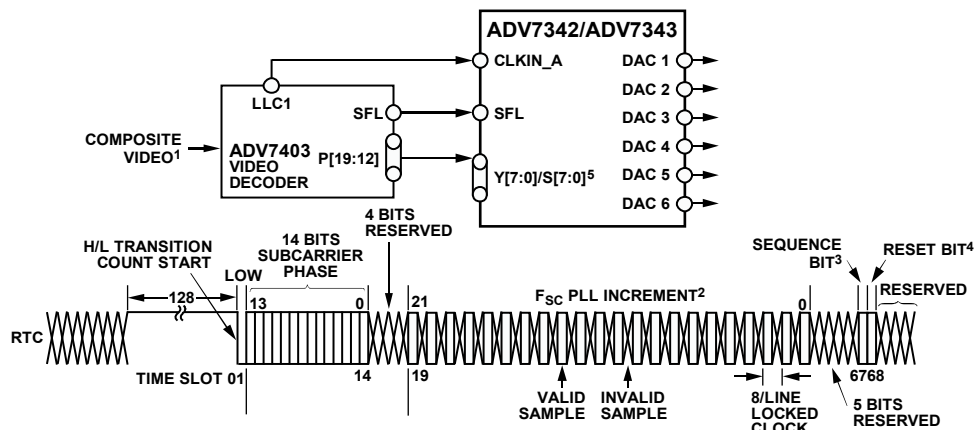 ADV7342/ADV7343
CLKIN_A
DAC 1
DAC 2
LLC1
SFL
SFL
DAC 3
COMPOSITE
VIDEO1
ADV7403
VIDEO
DECODER
P[19:12]
DAC 4
Y[7:0]/S[7:0]5
DAC 5
DAC 6
H/L TRANSITION
COUNT START
LOW
14 BITS
SUBCARRIER
PHASE
4 BITS
RESERVED
SEQUENCE
BIT3
RESET BIT4
RESERVED
128
13
0
21
FSC PLL INCREMENT2
0
RTC
TIME SLOT 01
14
19
6768
VALID
SAMPLE
INVALID
SAMPLE
8/LINE
LOCKED
CLOCK
5 BITS
RESERVED